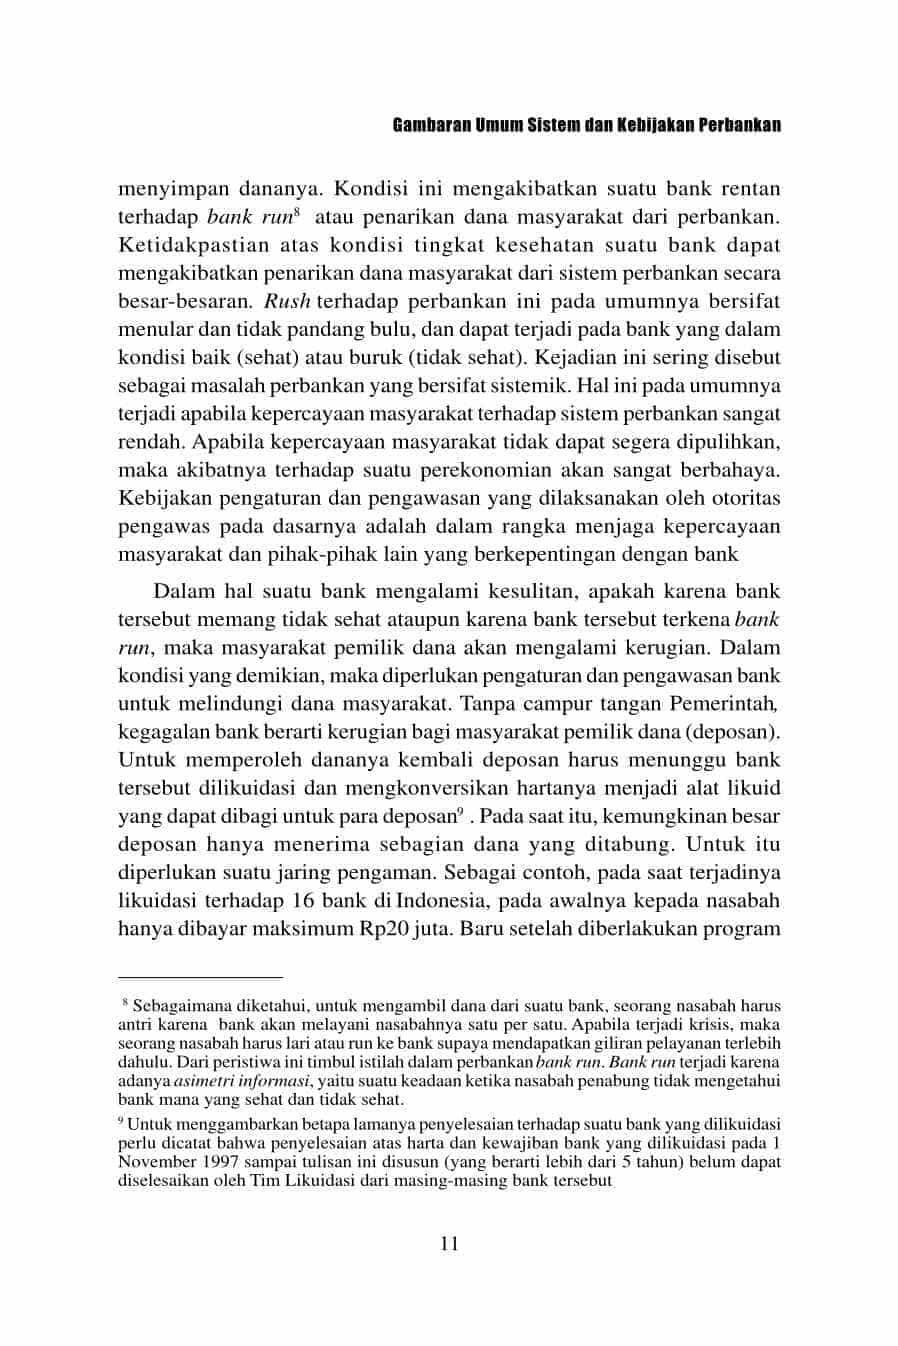 Gambaran Umum Sistem dan Kebijakan Perbankan
menyimpan dananya. Kondisi ini mengakibatkan suatu bank rentan
terhadap bank run⁸ atau penarikan dana masyarakat dari perbankan.
Ketidakpastian atas kondisi tingkat kesehatan suatu bank dapat
mengakibatkan penarikan dana masyarakat dari sistem perbankan secara
besar-besaran. Rush terhadap perbankan ini pada umumnya bersifat
menular dan tidak pandang bulu, dan dapat terjadi pada bank yang dalam
kondisi baik (sehat) atau buruk (tidak sehat). Kejadian ini sering disebut
sebagai masalah perbankan yang bersifat sistemik. Hal ini pada umumnya
terjadi apabila kepercayaan masyarakat terhadap sistem perbankan sangat
rendah. Apabila kepercayaan masyarakat tidak dapat segera dipulihkan,
maka akibatnya terhadap suatu perekonomian akan sangat berbahaya.
Kebijakan pengaturan dan pengawasan yang dilaksanakan oleh otoritas
pengawas pada dasarnya adalah dalam rangka menjaga kepercayaan
masyarakat dan pihak-pihak lain yang berkepentingan dengan bank
Dalam hal suatu bank mengalami kesulitan, apakah karena bank
tersebut memang tidak sehat ataupun karena bank tersebut terkena bank
run, maka masyarakat pemilik dana akan mengalami kerugian. Dalam
kondisi yang demikian, maka diperlukan pengaturan dan pengawasan bank
untuk melindungi dana masyarakat. Tanpa campur tangan Pemerintah,
kegagalan bank berarti kerugian bagi masyarakat pemilik dana (deposan).
Untuk memperoleh dananya kembali deposan harus menunggu bank
tersebut dilikuidasi dan mengkonversikan hartanya menjadi alat likuid
yang dapat dibagi untuk para deposan⁹ . Pada saat itu, kemungkinan besar
deposan hanya menerima sebagian dana yang ditabung. Untuk itu
diperlukan suatu jaring pengaman. Sebagai contoh, pada saat terjadinya
likuidasi terhadap 16 bank di Indonesia, pada awalnya kepada nasabah
hanya dibayar maksimum Rp20 juta. Baru setelah diberlakukan program
⁸ Sebagaimana diketahui, untuk mengambil dana dari suatu bank, seorang nasabah harus
antri karena bank akan melayani nasabahnya satu per satu. Apabila terjadi krisis, maka
seorang nasabah harus lari atau run ke bank supaya mendapatkan giliran pelayanan terlebih
dahulu. Dari peristiwa ini timbul istilah dalam perbankan bank run. Bank run terjadi karena
adanya asimetri informasi, yaitu suatu keadaan ketika nasabah penabung tidak mengetahui
bank mana yang sehat dan tidak sehat.
⁹ Untuk menggambarkan betapa lamanya penyelesaian terhadap suatu bank yang dilikuidasi
perlu dicatat bahwa penyelesaian atas harta dan kewajiban bank yang dilikuidasi pada 1
November 1997 sampai tulisan ini disusun (yang berarti lebih dari 5 tahun) belum dapat
diselesaikan oleh Tim Likuidasi dari masing-masing bank tersebut
11